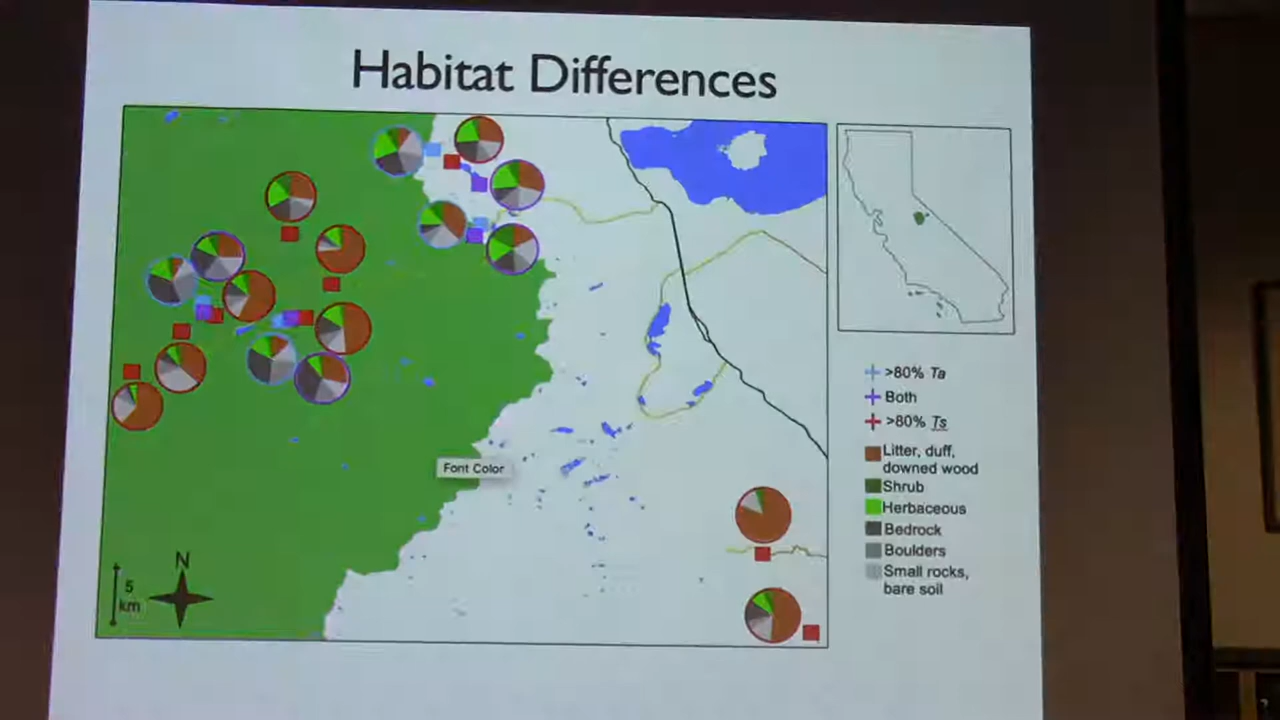 Habitat Differences
>80% Ta
Both
>80% Ts
Litter, duff,
downed wood
Shrub
Herbaceous
Bedrock
Boulders
Small rocks,
bare soil
Font Color
N
5
km